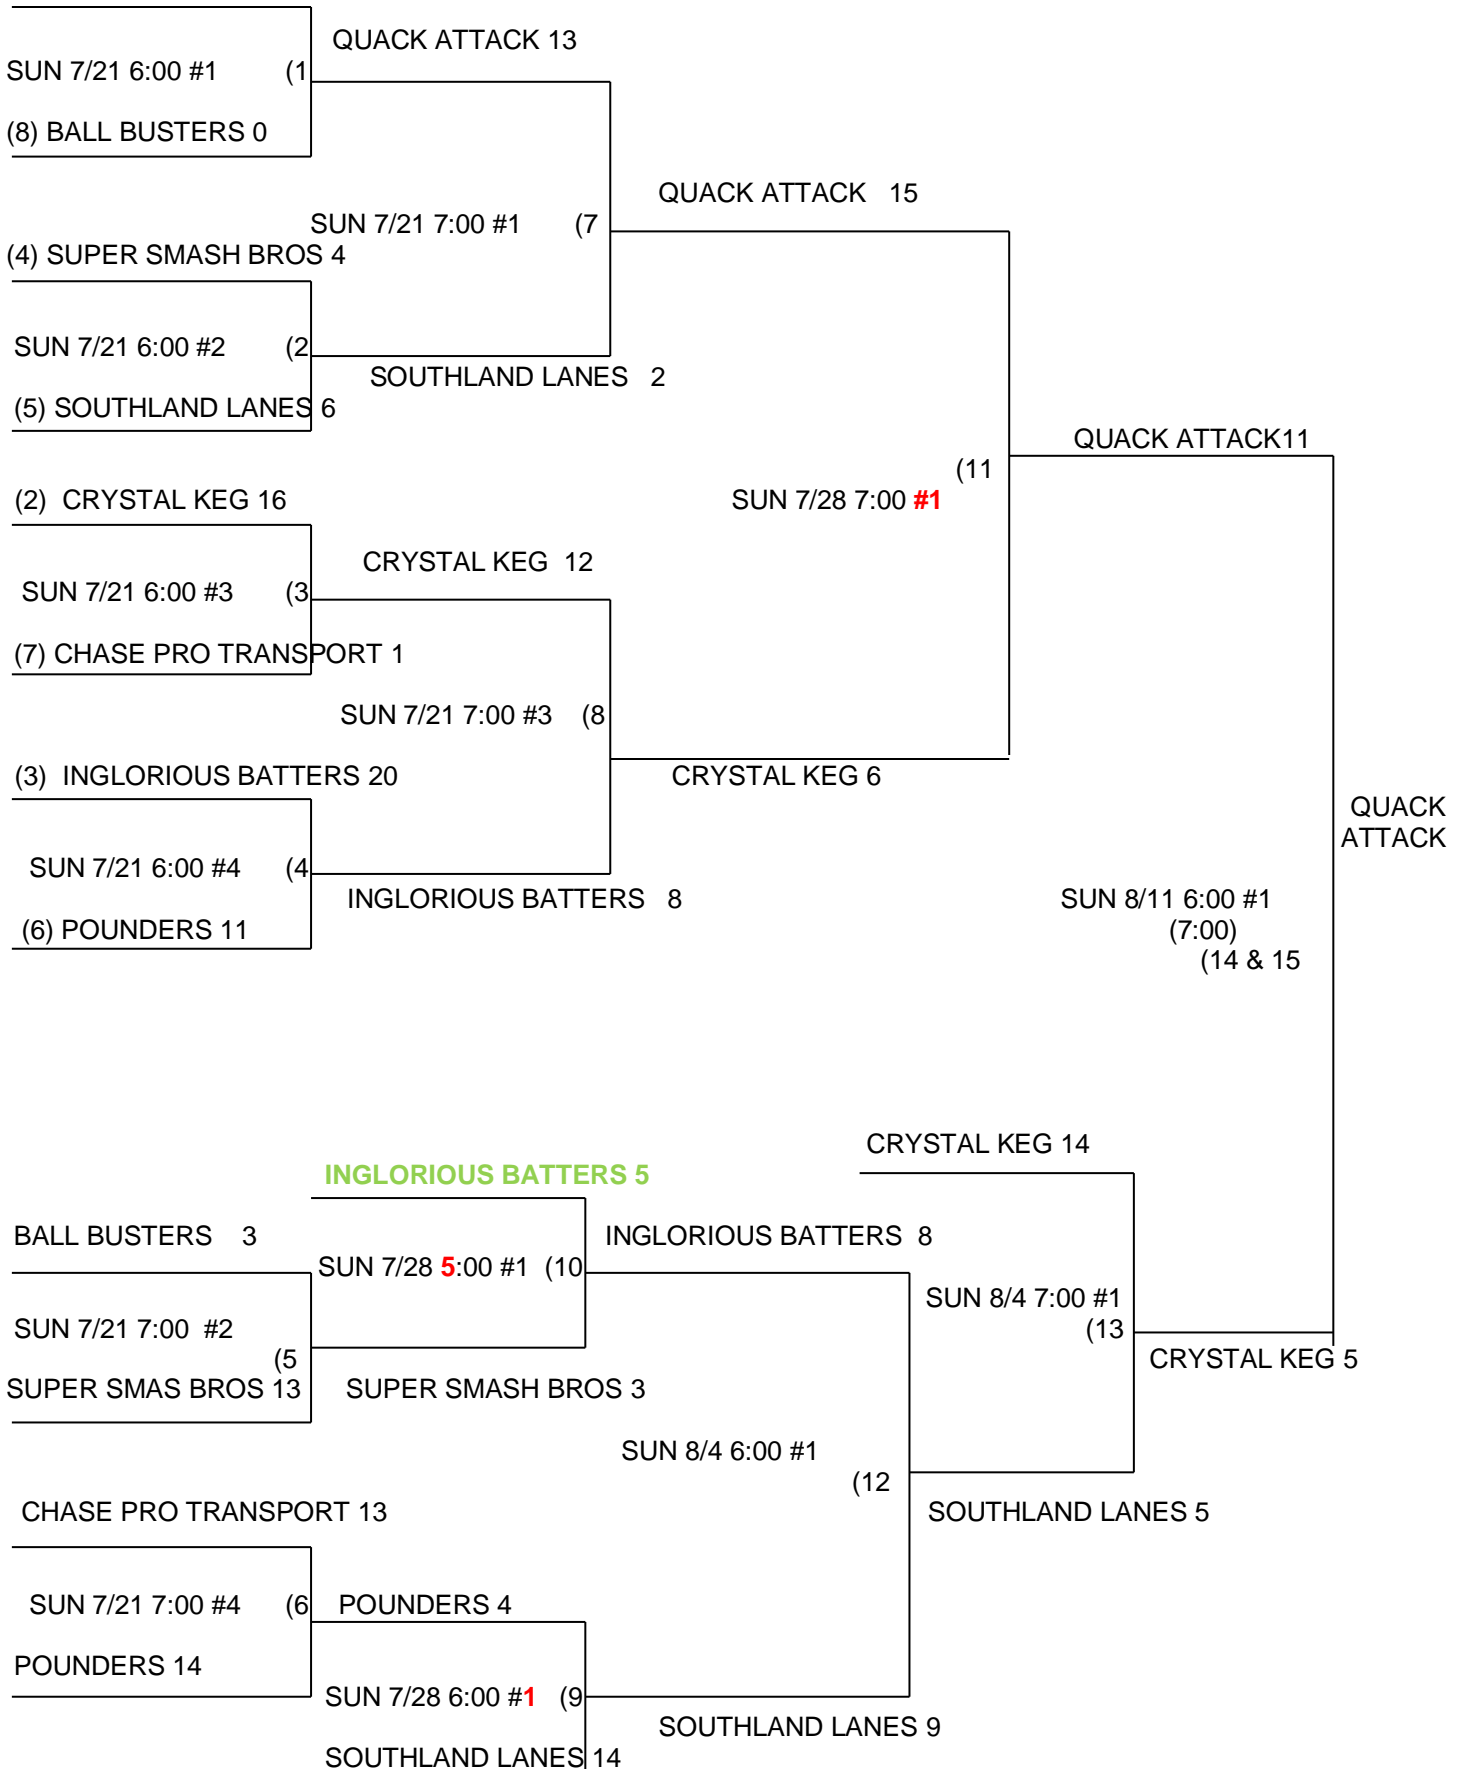 QUACK ATTACK 13
SUN 7/21 6:00 #1 (1
(8) BALL BUSTERS 0
QUACK ATTACK 15
SUN 7/21 7:00 #1 (7
(4) SUPER SMASH BROS 4
SUN 7/21 6:00 #2 (2
SOUTHLAND LANES 2
(5) SOUTHLAND LANES 6
QUACK ATTACK11
(11
(2) CRYSTAL KEG 16
SUN 7/28 7:00 #1
CRYSTAL KEG 12
SUN 7/21 6:00 #3 (3
(7) CHASE PRO TRANSPORT 1
SUN 7/21 7:00 #3 (8
(3) INGLORIOUS BATTERS 20
CRYSTAL KEG 6
QUACK
ATTACK
SUN 7/21 6:00 #4 (4
INGLORIOUS BATTERS 8
SUN 8/11 6:00 #1
(6) POUNDERS 11
(7:00)
(14 & 15
CRYSTAL KEG 14
INGLORIOUS BATTERS 5
BALL BUSTERS 3
INGLORIOUS BATTERS 8
SUN 7/28 5:00 #1 (10
SUN 8/4 7:00 #1
(13
SUN 7/21 7:00 #2
(5
CRYSTAL KEG 5
SUPER SMAS BROS 13
SUPER SMASH BROS 3
SUN 8/4 6:00 #1
(12
CHASE PRO TRANSPORT 13
SOUTHLAND LANES 5
SUN 7/21 7:00 #4 (6
POUNDERS 4
POUNDERS 14
SUN 7/28 6:00 #1 (9
SOUTHLAND LANES 9
SOUTHLAND LANES 14